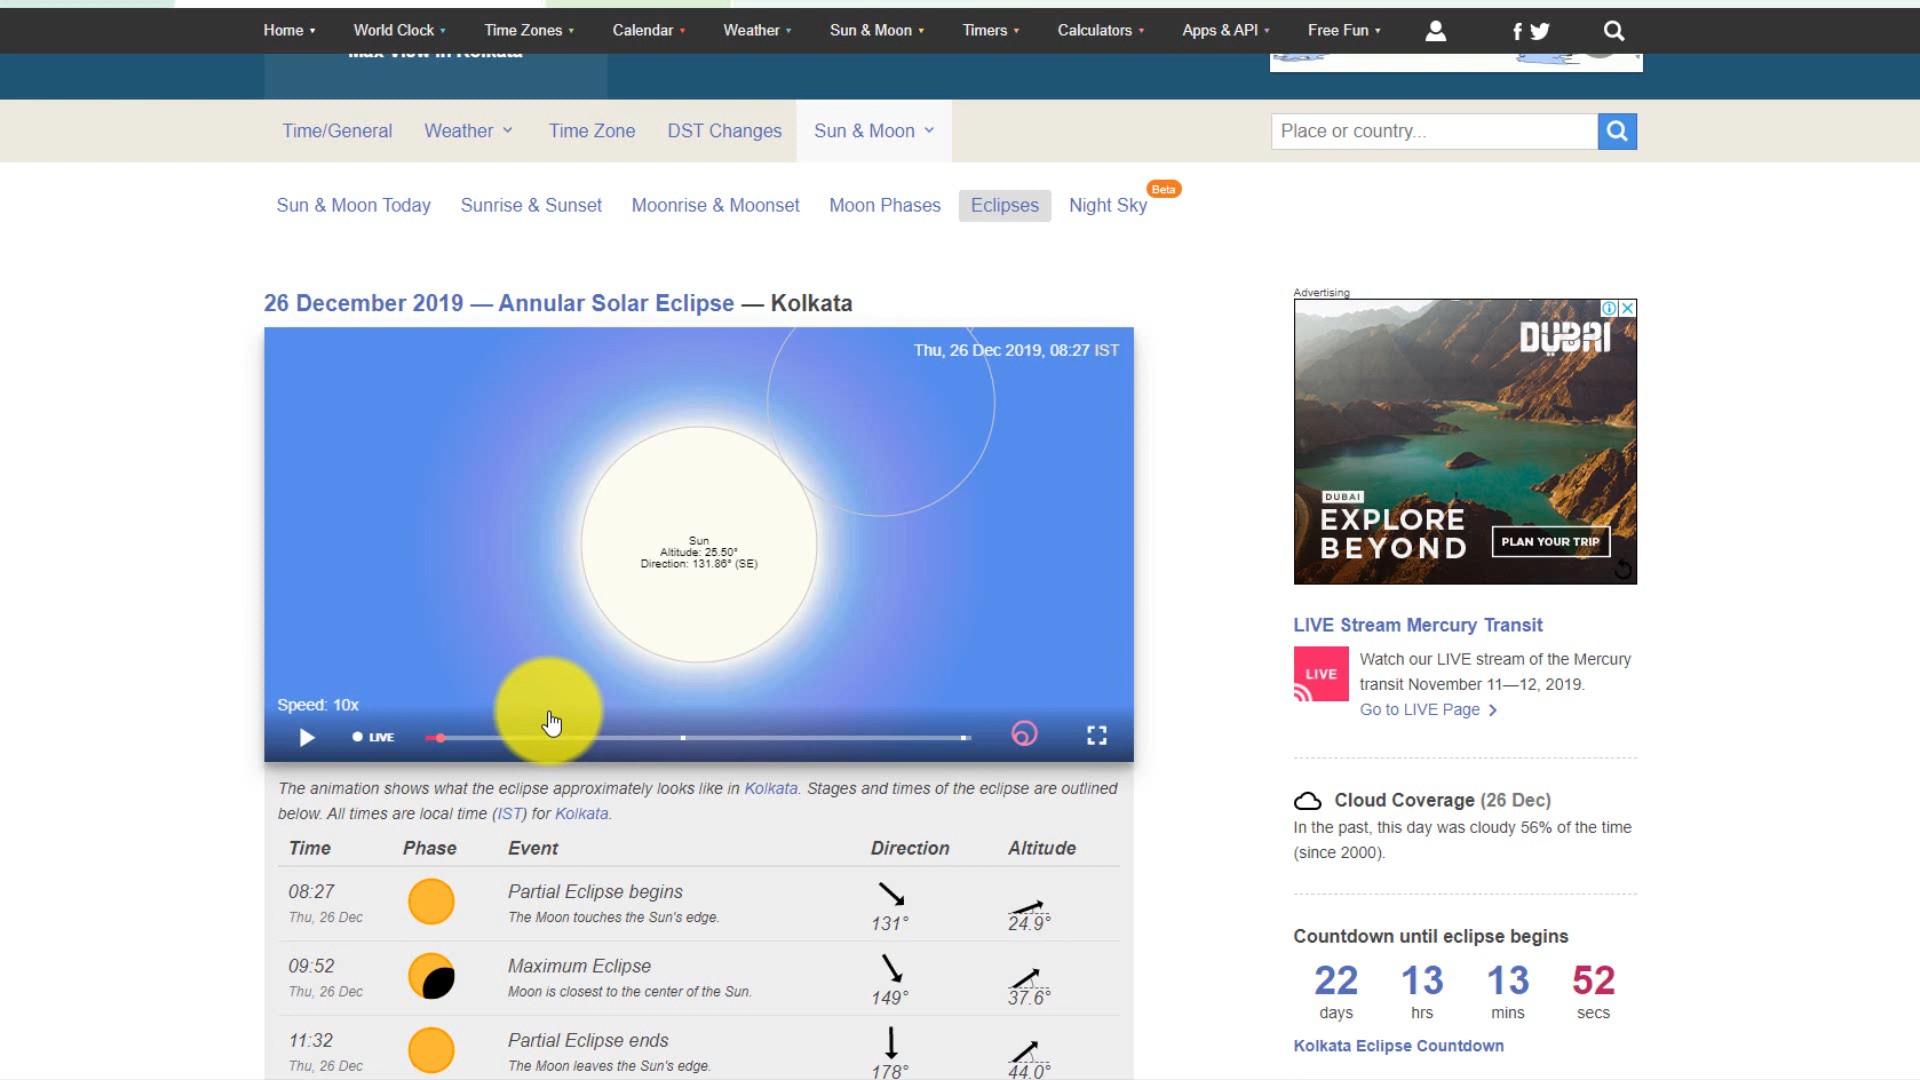 Home World Clock Time Zones Calendar Weather Sun & Moon Timers Calculators Apps & API Free Fun
Max View in Kolkata
Time/General Weather Time Zone DST Changes Sun & Moon Place or country...
Beta
Sun & Moon Today Sunrise & Sunset Moonrise & Moonset Moon Phases Eclipses Night Sky
26 December 2019 — Annular Solar Eclipse — Kolkata
Thu, 26 Dec 2019, 08:27 IST
Sun
Altitude: 25.50°
Direction: 131.86° (SE)
Speed: 10x
LIVE
The animation shows what the eclipse approximately looks like in Kolkata. Stages and times of the eclipse are outlined
below. All times are local time (IST) for Kolkata.
Time Phase Event Direction Altitude
08:27 Partial Eclipse begins
Thu, 26 Dec The Moon touches the Sun's edge. 131° 24.9°
09:52 Maximum Eclipse
Thu, 26 Dec Moon is closest to the center of the Sun. 149° 37.6°
11:32 Partial Eclipse ends
Thu, 26 Dec The Moon leaves the Sun's edge. 178° 44.0°
Advertising
DUBAI
DUBAI
EXPLORE
BEYOND
PLAN YOUR TRIP
LIVE Stream Mercury Transit
LIVE
Watch our LIVE stream of the Mercury
transit November 11—12, 2019.
Go to LIVE Page
Cloud Coverage (26 Dec)
In the past, this day was cloudy 56% of the time
(since 2000).
Countdown until eclipse begins
22 13 13 52
days hrs mins secs
Kolkata Eclipse Countdown